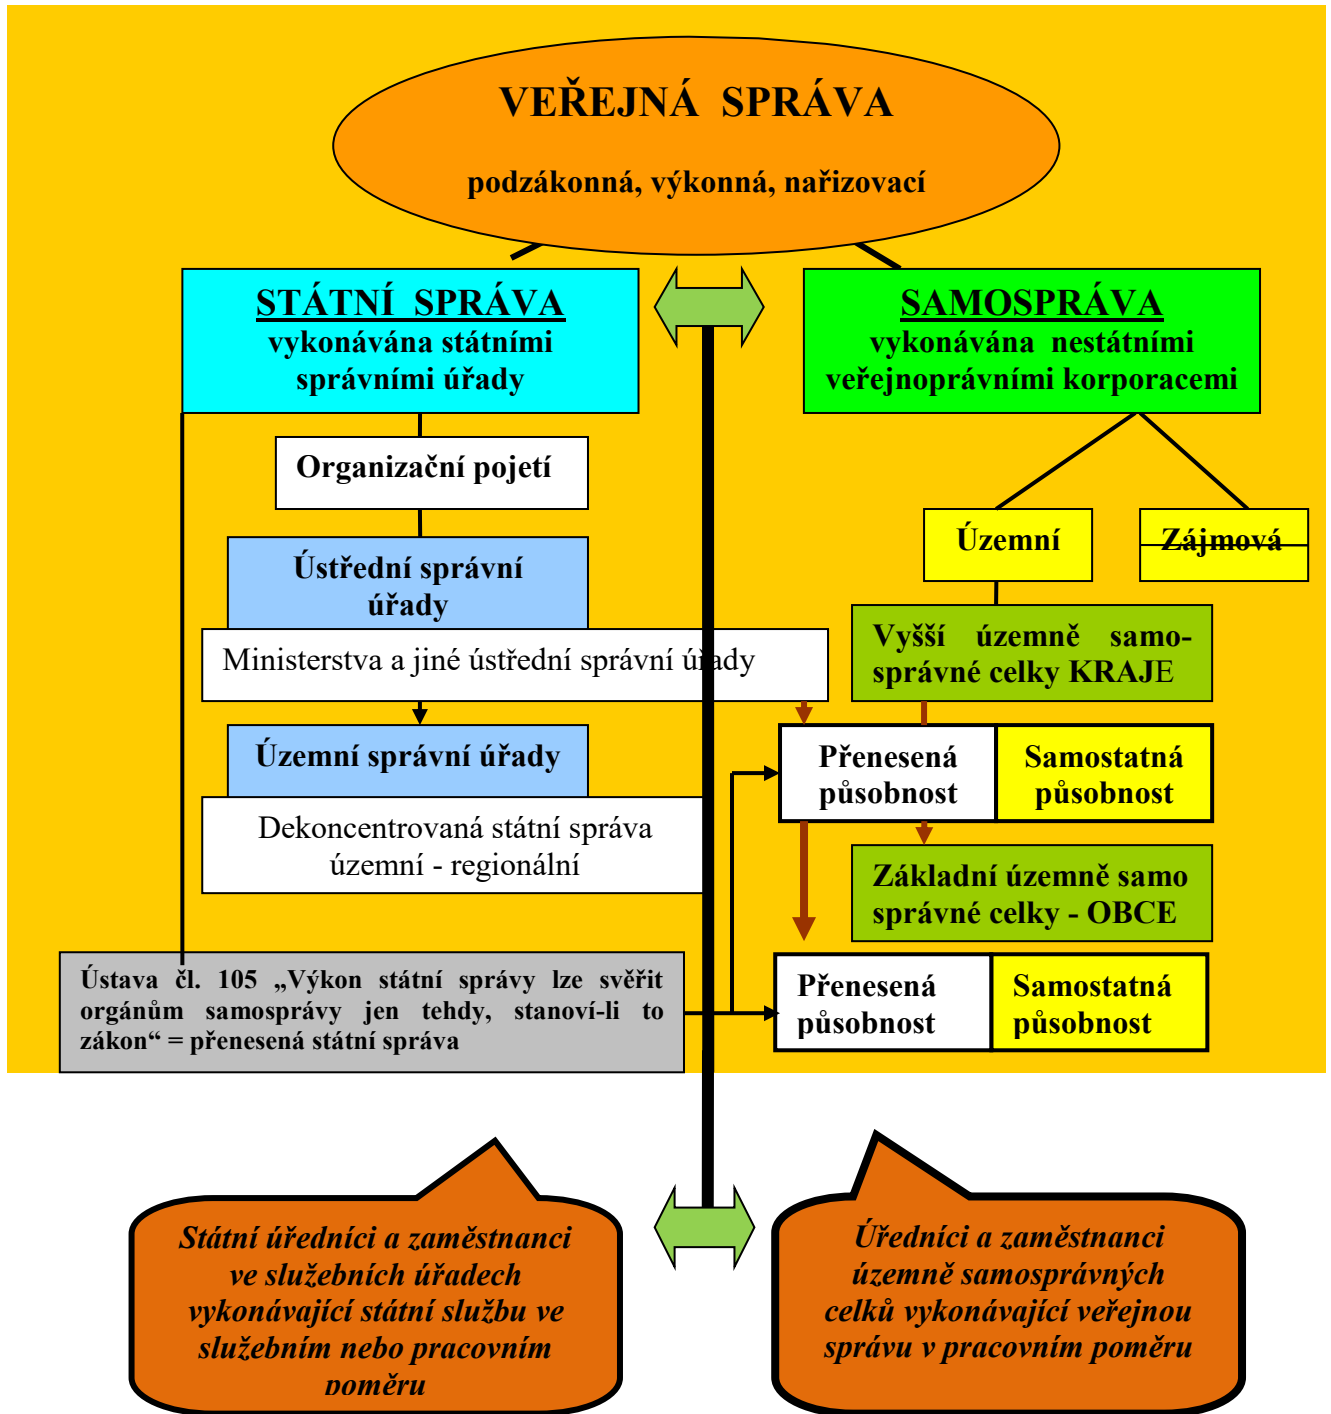 VEŘEJNÁ SPRÁVA
podzákonná, výkonná, nařizovací
STÁTNÍ SPRÁVA
vykonávána státními
správními úřady
SAMOSPRÁVA
vykonávána nestátními
veřejnoprávními korporacemi
Organizační pojetí
Územní
Zájmová
Ústřední správní
úřady
Ministerstva a jiné ústřední správní úřady
Vyšší územně samo-
správné celky KRAJE
Územní správní úřady
Přenesená
působnost
Samostatná
působnost
Dekoncentrovaná státní správa
územní - regionální
Základní územně samo
správné celky - OBCE
Ústava čl. 105 „Výkon státní správy lze svěřit
orgánům samosprávy jen tehdy, stanoví-li to
zákon“ = přenesená státní správa
Přenesená
působnost
Samostatná
působnost
Státní úředníci a zaměstnanci
ve služebních úřadech
vykonávající státní službu ve
služebním nebo pracovním
poměru
Úředníci a zaměstnanci
územně samosprávných
celků vykonávající veřejnou
správu v pracovním poměru